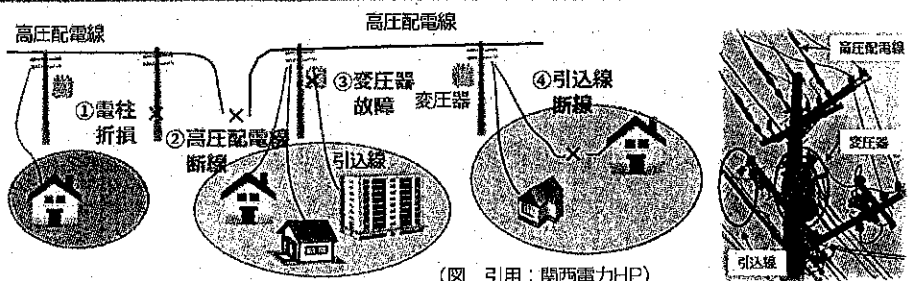 高圧配電線
高圧配電線
①電柱
折損
②高圧配電線
断線
③変圧器
故障
変圧器
④引込線
断線
引込線
(図 引用：関西電力HP)
高圧配電線
変圧器
引込線